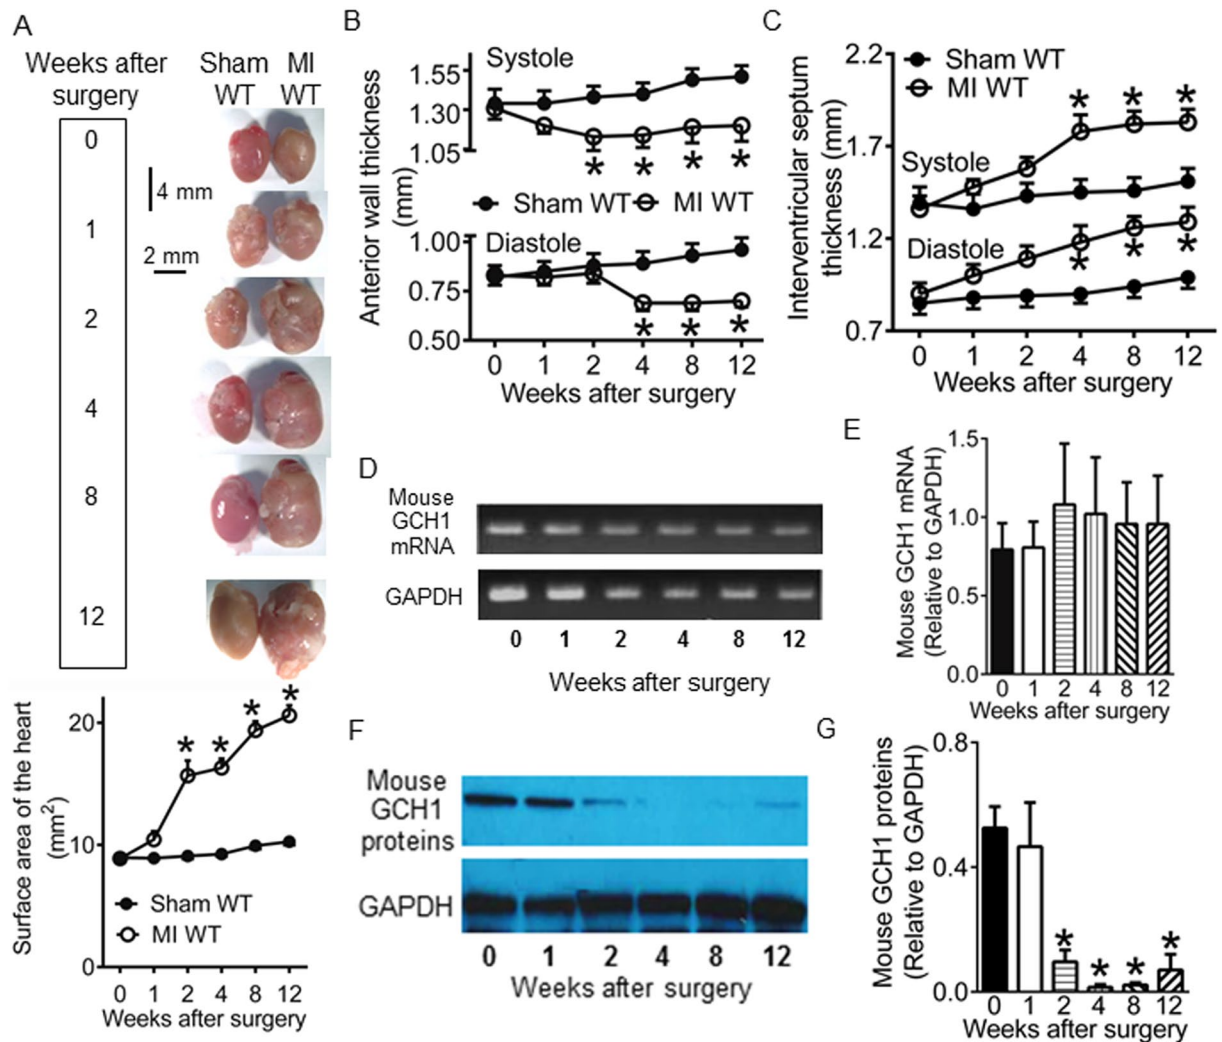 A
Weeks after
surgery
Sham
WT
MI
WT
0
4 mm
1
2 mm
2
4
8
12
Surface area of the heart
(mm²)
20
10
0
*
*
*
*
Sham WT
MI WT
0 1 2 4 8 12
Weeks after surgery
B
Anterior wall thickness
(mm)
Systole
1.55
1.30
1.05
* * * *
Sham WT MI WT
Diastole
1.00
0.75
0.50
* * *
0 1 2 4 8 12
Weeks after surgery
C
Interventricular septum
thickness (mm)
2.2
1.7
1.2
0.7
Sham WT
MI WT
* * *
Systole
Diastole
* * *
0 1 2 4 8 12
Weeks after surgery
D
Mouse
GCH1
mRNA
GAPDH
0 1 2 4 8 12
Weeks after surgery
E
Mouse GCH1 mRNA
(Relative to GAPDH)
1.5
1.0
0.5
0.0
0 1 2 4 8 12
Weeks after surgery
F
Mouse
GCH1
proteins
GAPDH
0 1 2 4 8 12
Weeks after surgery
G
Mouse GCH1 proteins
(Relative to GAPDH)
0.8
0.4
0.0
* * * *
0 1 2 4 8 12
Weeks after surgery